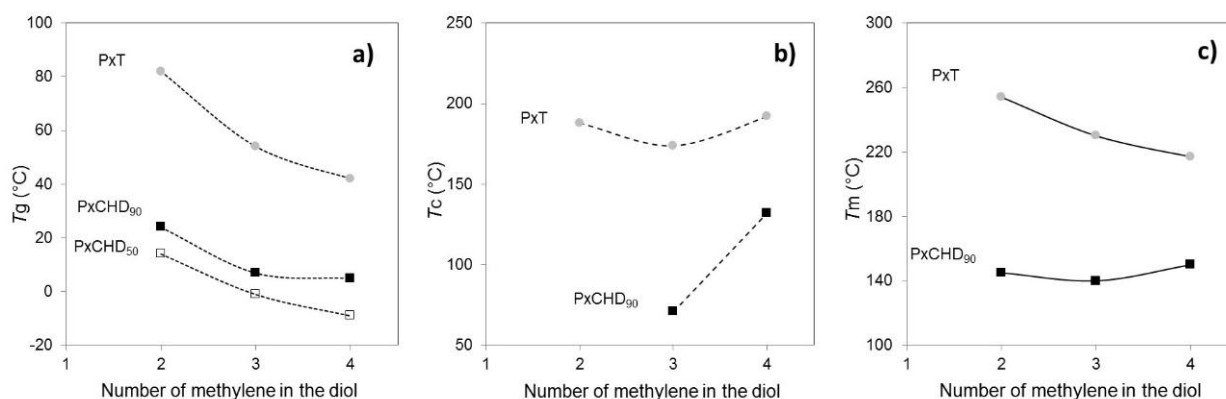 a)
100
80
60
40
20
0
-20
Tg (°C)
PxT
PxCHD90
PxCHD50
1 2 3 4
Number of methylene in the diol
b)
200
150
100
50
Tc (°C)
PxT
PxCHD90
1 2 3 4
Number of methylene in the diol
c)
300
260
220
180
140
100
Tm (°C)
PxT
PxCHD90
1 2 3 4
Number of methylene in the diol